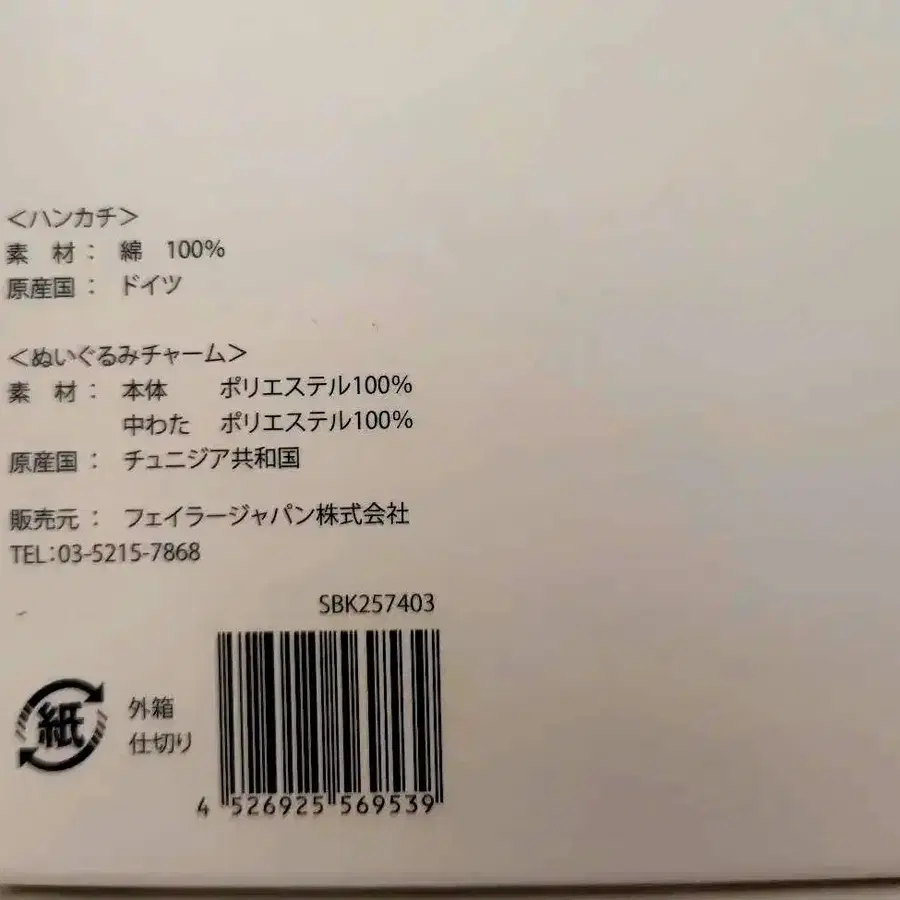 ＜ハンカチ＞
素　材：　綿　100%
原産国：　ドイツ
＜ぬいぐるみチャーム＞
素　材：　本体　ポリエステル100%
中わた　ポリエステル100%
原産国：　チュニジア共和国
販売元：　フェイラージャパン株式会社
TEL：03-5215-7868
SBK257403
紙
外箱
仕切り
4 526925 569539